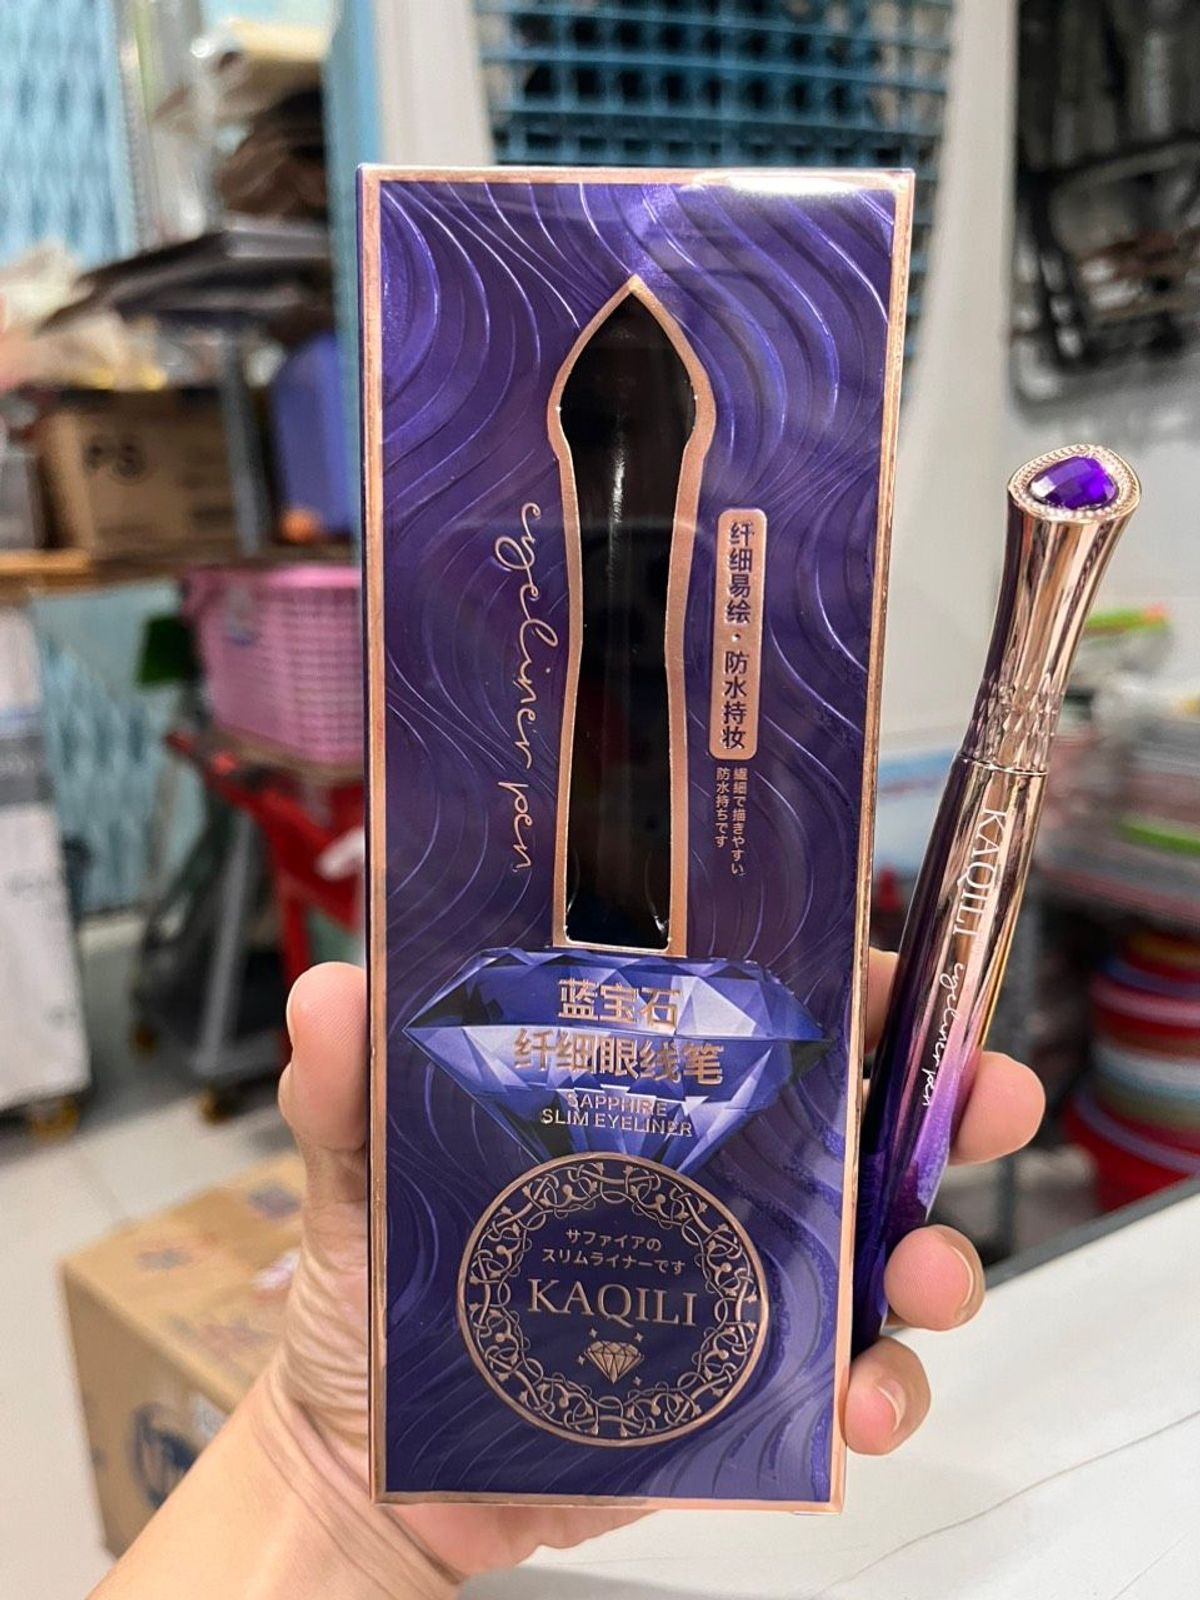 eyeliner pen
纤细易绘·防水持妆
繊細で描きやすい
防水持ちです
蓝宝石
纤细眼线笔
SAPPHIRE
SLIM EYELINER
サファイアの
スリムライナーです
KAQILI
KAQILI eyeliner pen
PS